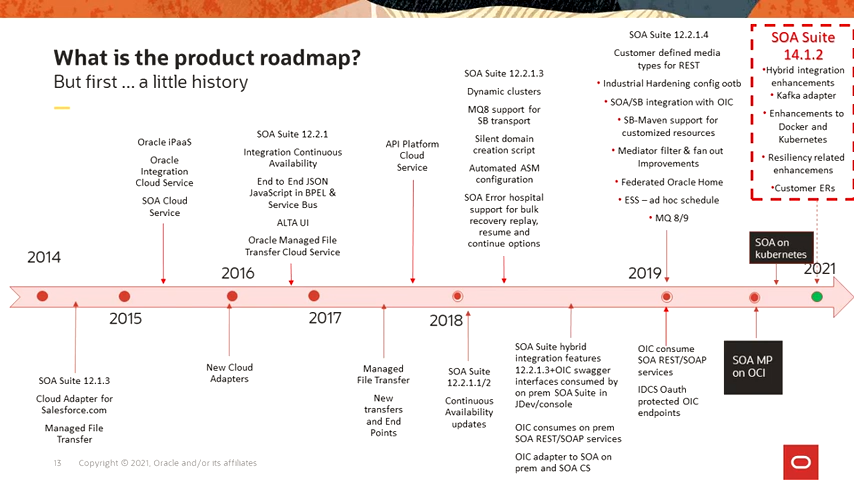 What is the product roadmap?
But first … a little history
Oracle iPaaS
Oracle
Integration
Cloud Service
SOA Cloud
Service
SOA Suite 12.2.1
Integration Continuous
Availability
End to End JSON
JavaScript in BPEL &
Service Bus
ALTA UI
Oracle Managed File
Transfer Cloud Service
API Platform
Cloud
Service
SOA Suite 12.2.1.3
Dynamic clusters
MQ8 support for
SB transport
Silent domain
creation script
Automated ASM
configuration
SOA Error hospital
support for bulk
recovery replay,
resume and
continue options
SOA Suite 12.2.1.4
Customer defined media
types for REST
• Industrial Hardening config ootb
• SOA/SB integration with OIC
• SB-Maven support for
customized resources
• Mediator filter & fan out
Improvements
• Federated Oracle Home
• ESS – ad hoc schedule
• MQ 8/9
SOA Suite
14.1.2
•Hybrid integration
enhancements
• Kafka adapter
• Enhancements to
Docker and
Kubernetes
• Resiliency related
enhancemens
•Customer ERs
SOA on
kubernetes
2014
2015
2016
2017
2018
2019
2021
SOA Suite 12.1.3
Cloud Adapter for
Salesforce.com
Managed File
Transfer
New Cloud
Adapters
Managed
File Transfer
New
transfers
and End
Points
SOA Suite
12.2.1.1/2
Continuous
Availability
updates
SOA Suite hybrid
integration features
12.2.1.3+OIC swagger
interfaces consumed by
on prem SOA Suite in
JDev/console
OIC consumes on prem
SOA REST/SOAP services
OIC adapter to SOA on
prem and SOA CS
OIC consume
SOA REST/SOAP
services
IDCS Oauth
protected OIC
endpoints
SOA MP
on OCI
13 Copyright © 2021, Oracle and/or its affiliates